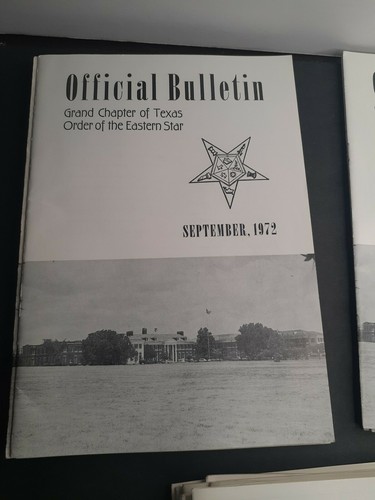 Official Bulletin
Grand Chapter of Texas
Order of the Eastern Star
SEPTEMBER, 1972